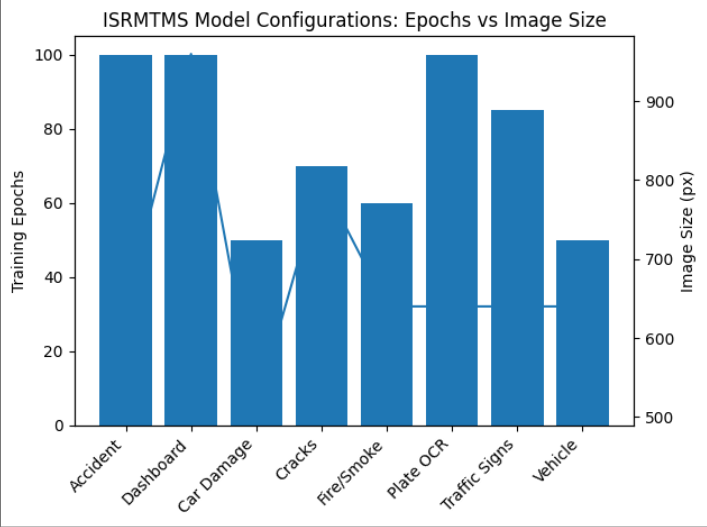 ISRMTMS Model Configurations: Epochs vs Image Size
Training Epochs
100
80
60
40
20
0
900
800
700
600
500
Image Size (px)
Accident
Dashboard
Car Damage
Cracks
Fire/Smoke
Plate OCR
Traffic Signs
Vehicle